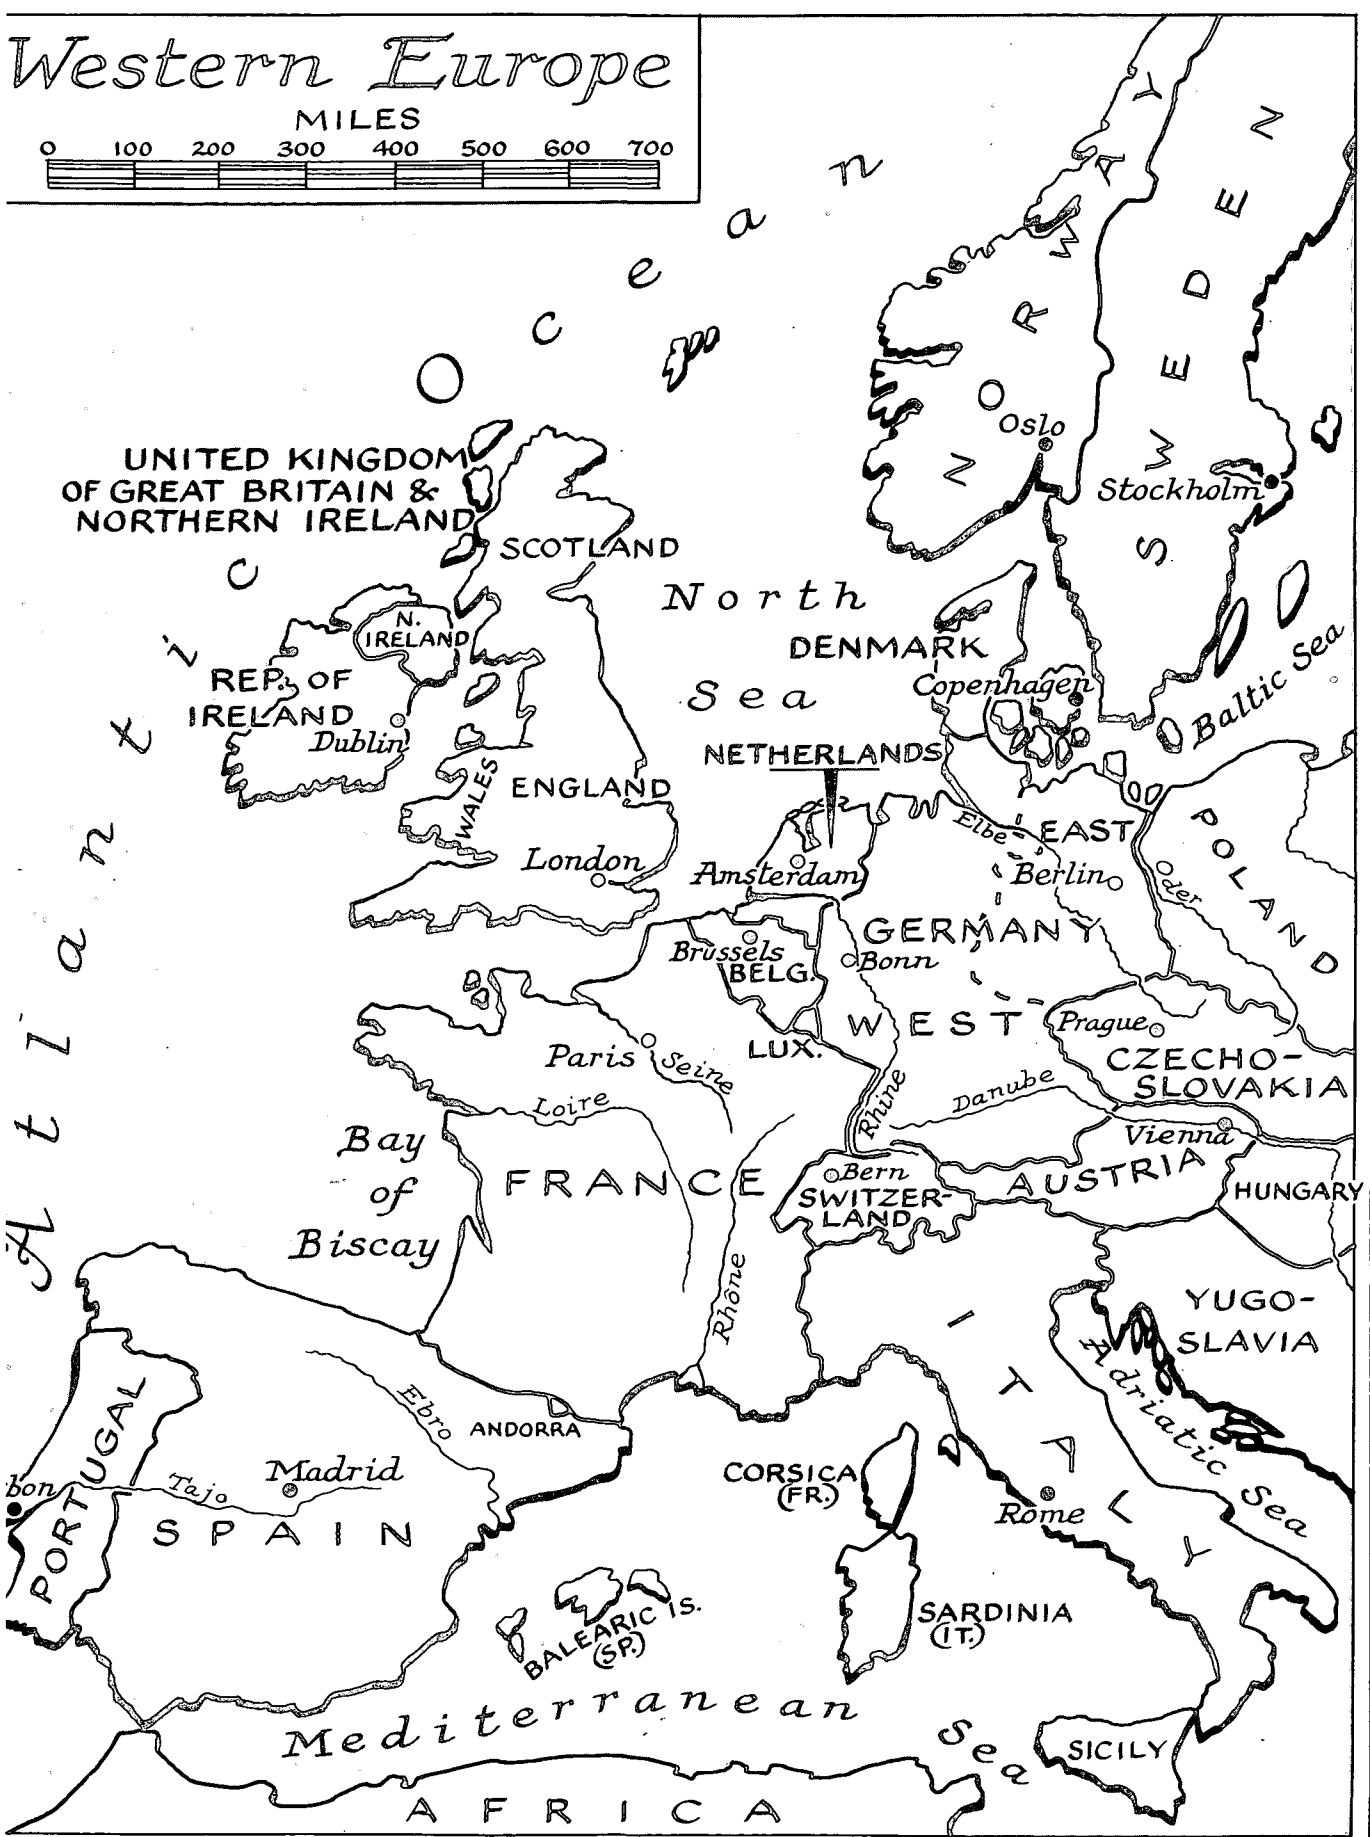 Western Europe
MILES
0 100 200 300 400 500 600 700
Atlantic Ocean
NORWAY
SWEDEN
Oslo
Stockholm
UNITED KINGDOM
OF GREAT BRITAIN &
NORTHERN IRELAND
SCOTLAND
North
Sea
N.
IRELAND
REP. OF
IRELAND
Dublin
DENMARK
Copenhagen
Baltic Sea
NETHERLANDS
WALES
ENGLAND
London
Amsterdam
Elbe
EAST
Berlin
Oder
POLAND
GERMANY
Brussels
BELG.
Bonn
WEST
Prague
LUX.
CZECHO-
SLOVAKIA
Paris
Seine
Loire
Rhine
Danube
Vienna
Bay
of
Biscay
FRANCE
Bern
SWITZER-
LAND
AUSTRIA
HUNGARY
Rhône
ITALY
YUGO-
SLAVIA
Adriatic Sea
PORTUGAL
Ebro
ANDORRA
bon
Tajo
Madrid
SPAIN
CORSICA
(FR.)
Rome
BALEARIC IS.
(SP.)
SARDINIA
(IT.)
Mediterranean Sea
SICILY
AFRICA